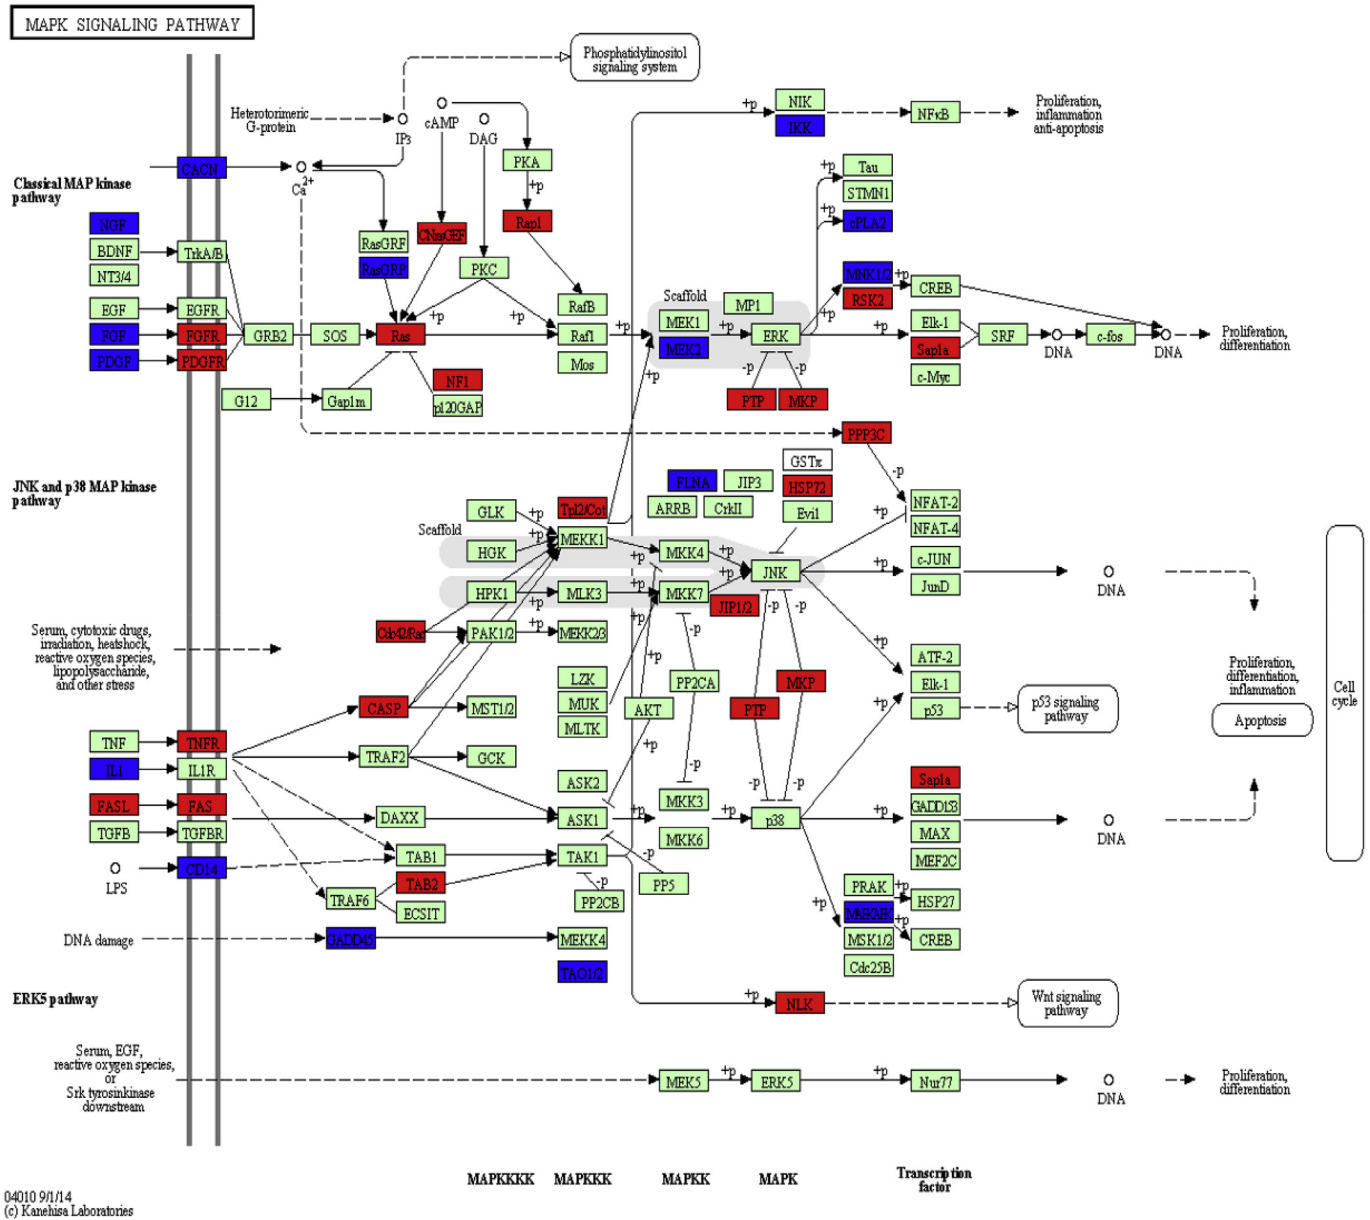 MAPK SIGNALING PATHWAY
Phosphatidylinositol
signaling system
Heterotorimeric
G-protein
IP3
cAMP
DAG
+p
NIK
IKK
NFκB
Proliferation,
inflammation
anti-apoptosis
CACN
Ca2+
PKA
+p
Classical MAP kinase
pathway
+p
Tau
STMN1
NGF
BDNF
NT3/4
TrkA/B
RasGRF
RasGRP
CNrasGEF
Rap1
PKC
+p
cPLA2
Scaffold
MP1
MNK1/2
RSK2
+p
CREB
EGF
EGFR
RafB
MEK1
FGF
FGFR
GRB2
SOS
Ras
+p
+p
Raf1
+p
MEK2
+p
ERK
+p
Elk-1
Sap1a
c-Myc
SRF
DNA
c-fos
DNA
Proliferation,
differentiation
PDGF
PDGFR
Mos
+p
-p
-p
G12
Gap1m
NF1
p120GAP
PTP
MKP
PPP3C
-p
JNK and p38 MAP kinase
pathway
FLNA
JIP3
GSTπ
HSP72
Evi1
ARRB
CrkII
NFAT-2
NFAT-4
+p
Scaffold
GLK
+p
Tpl2/Cot
MEKK1
HGK
+p
+p
MKK4
+p
JNK
+p
c-JUN
JunD
DNA
HPK1
+p
MLK3
+p
MKK7
+p
JIP1/2
-p
-p
Serum, cytotoxic drugs,
irradiation, heatshock,
reactive oxygen species,
lipopolysaccharide,
and other stress
Cdc42/Rac
PAK1/2
+p
MEKK2/3
+p
-p
+p
ATF-2
Elk-1
p53
p53 signaling
pathway
Proliferation,
differentiation,
inflammation
Apoptosis
Cell
cycle
LZK
MUK
MLTK
PP2CA
AKT
PTP
MKP
+p
+p
CASP
MST1/2
TNF
TNFR
TRAF2
GCK
IL1
IL1R
ASK2
-p
-p
-p
FASL
FAS
DAXX
ASK1
+p
MKK3
MKK6
+p
p38
+p
Sap1a
GADD153
MAX
MEF2C
DNA
TGFB
TGFBR
LPS
CD14
TAB1
TAK1
-p
PP5
-p
PP2CB
TRAF6
TAB2
ECSIT
+p
PRAK
MAPKAPK
MSK1/2
Cdc25B
+p
HSP27
+p
CREB
DNA damage
GADD45
MEKK4
TAO1/2
ERK5 pathway
+p
NLK
Wnt signaling
pathway
Serum, EGF,
reactive oxygen species,
or
Srk tyrosinkinase
downstream
MEK5
+p
ERK5
+p
Nur77
DNA
Proliferation,
differentiation
MAPKKKK
MAPKKK
MAPKK
MAPK
Transcription
factor
04010 9/1/14
(c) Kanehisa Laboratories